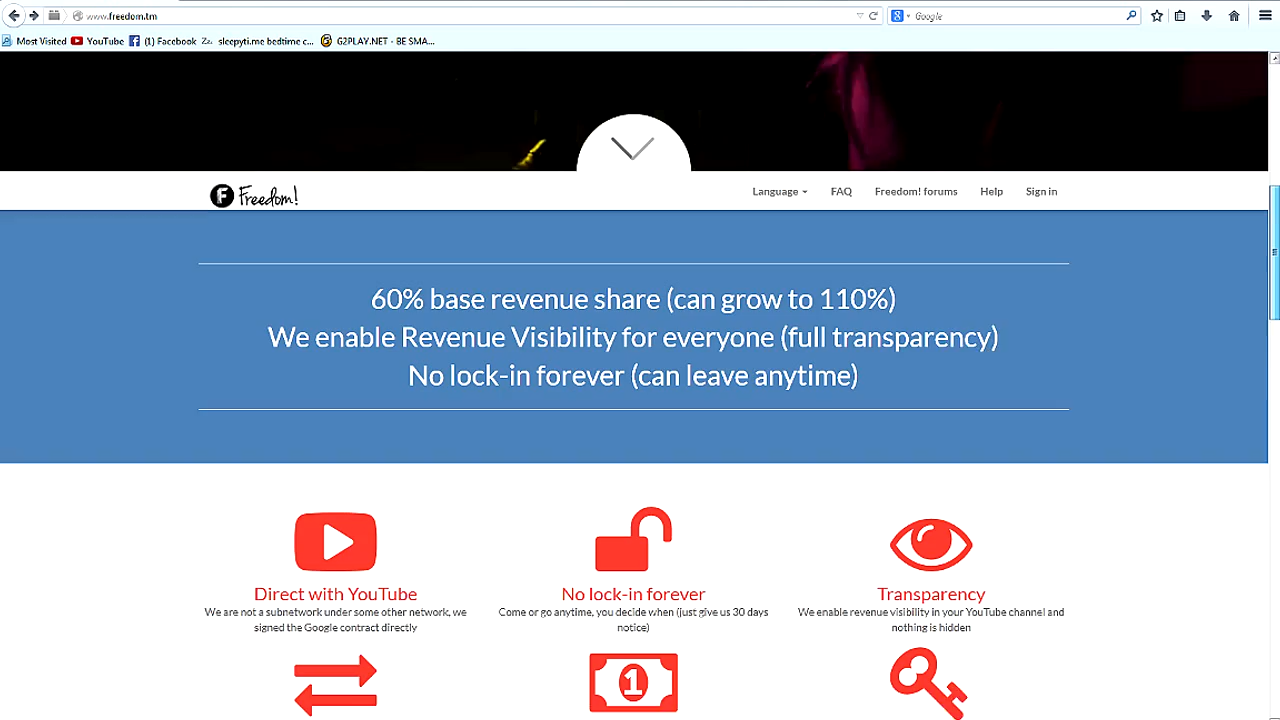 www.freedom.tm
Google
Most Visited YouTube (1) Facebook sleepyti.me bedtime c... G2PLAY.NET - BE SMA...
F Freedom! Language FAQ Freedom! forums Help Sign in
60% base revenue share (can grow to 110%)
We enable Revenue Visibility for everyone (full transparency)
No lock-in forever (can leave anytime)
Direct with YouTube
We are not a subnetwork under some other network, we
signed the Google contract directly
No lock-in forever
Come or go anytime, you decide when (just give us 30 days
notice)
Transparency
We enable revenue visibility in your YouTube channel and
nothing is hidden
1